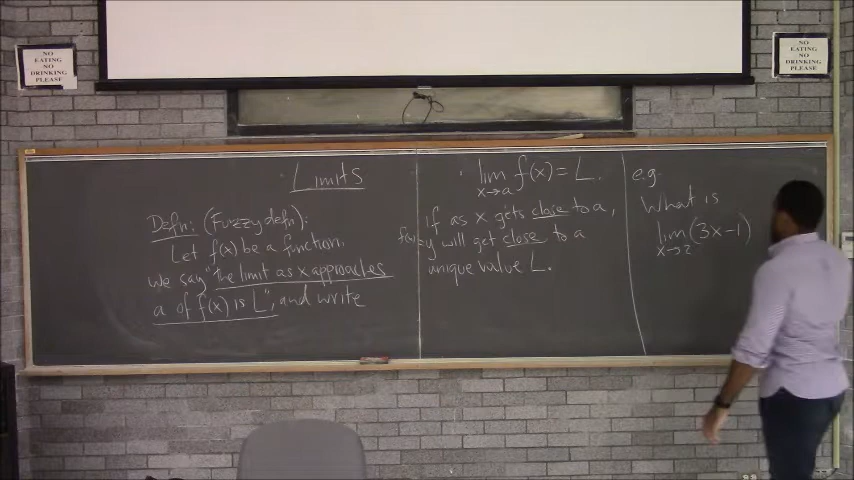 NO
EATING
NO
DRINKING
PLEASE
NO
EATING
NO
DRINKING
PLEASE
Limits
Defn: (Fuzzy defn):
Let f(x) be a function.
We say "the limit as x approaches
a of f(x) is L", and write
lim f(x) = L.
x→a
if as x gets close to a,
f(x)=y will get close to a
unique value L.
e.g.
What is
lim (3x-1)
x→2